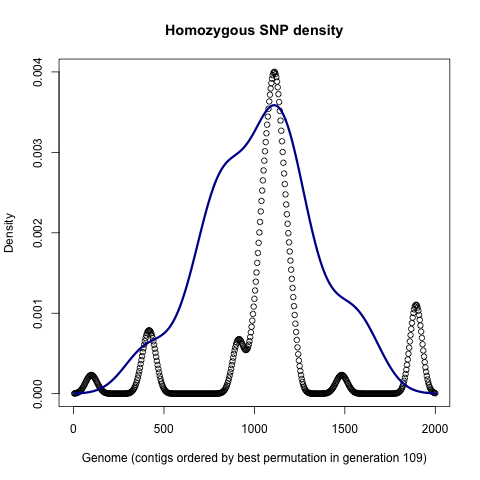 Homozygous SNP density
0.004
0.003
0.002
0.001
0.000
Density
0 500 1000 1500 2000
Genome (contigs ordered by best permutation in generation 109)